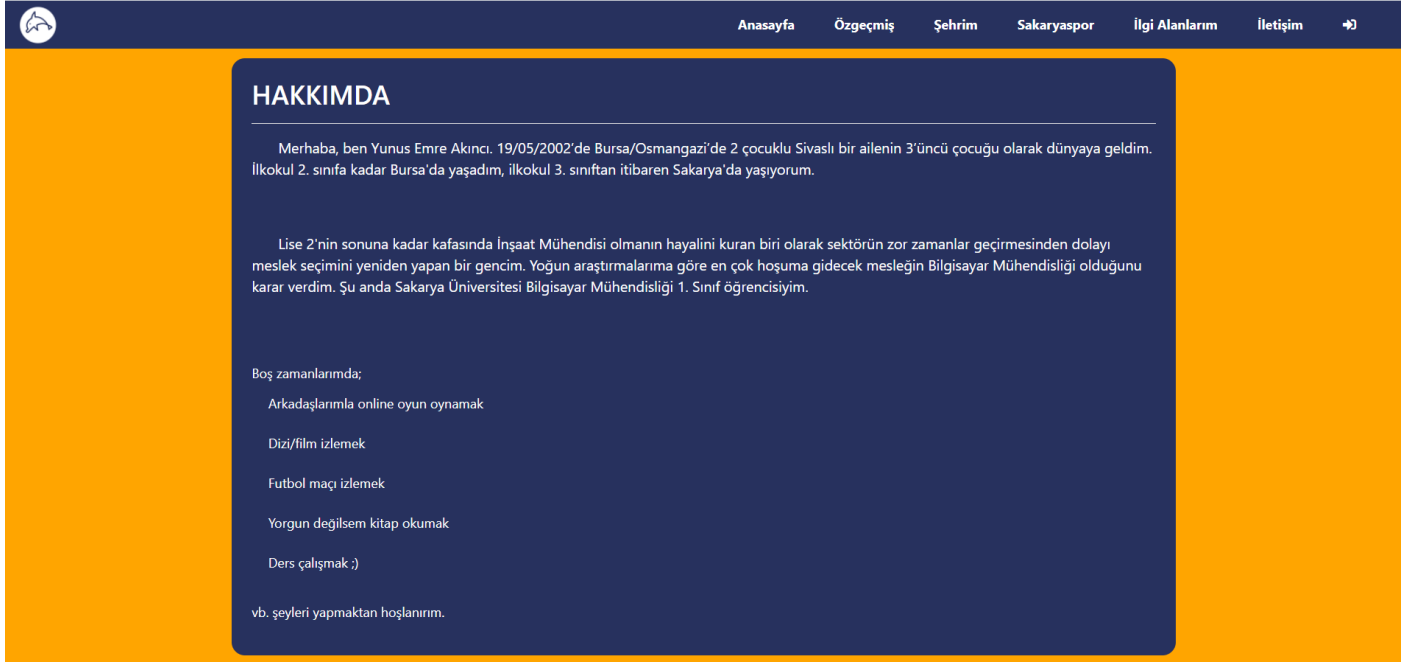 Anasayfa Özgeçmiş Şehrim Sakaryaspor İlgi Alanlarım İletişim
HAKKIMDA
Merhaba, ben Yunus Emre Akıncı. 19/05/2002'de Bursa/Osmangazi'de 2 çocuklu Sivaslı bir ailenin 3'üncü çocuğu olarak dünyaya geldim.
İlkokul 2. sınıfa kadar Bursa'da yaşadım, ilkokul 3. sınıftan itibaren Sakarya'da yaşıyorum.
Lise 2'nin sonuna kadar kafasında İnşaat Mühendisi olmanın hayalini kuran biri olarak sektörün zor zamanlar geçirmesinden dolayı
meslek seçimini yeniden yapan bir gencim. Yoğun araştırmalarıma göre en çok hoşuma gidecek mesleğin Bilgisayar Mühendisliği olduğunu
karar verdim. Şu anda Sakarya Üniversitesi Bilgisayar Mühendisliği 1. Sınıf öğrencisiyim.
Boş zamanlarımda;
Arkadaşlarımla online oyun oynamak
Dizi/film izlemek
Futbol maçı izlemek
Yorgun değilsem kitap okumak
Ders çalışmak ;)
vb. şeyleri yapmaktan hoşlanırım.